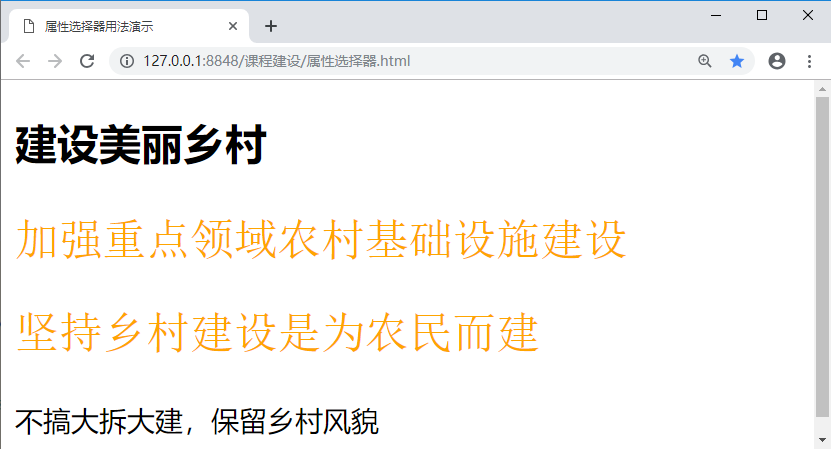 属性选择器用法演示
127.0.0.1:8848/课程建设/属性选择器.html
建设美丽乡村
加强重点领域农村基础设施建设
坚持乡村建设是为农民而建
不搞大拆大建，保留乡村风貌